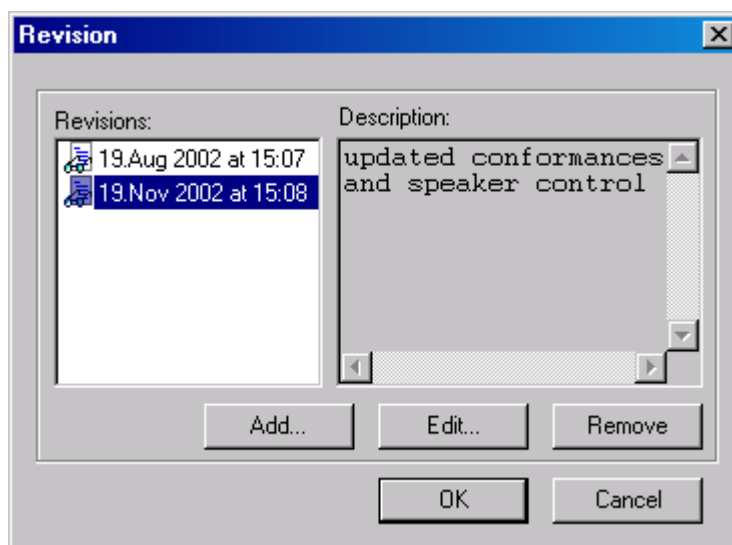 Revision
Revisions:
19.Aug 2002 at 15:07
19.Nov 2002 at 15:08
Description:
updated conformances
and speaker control
Add...
Edit...
Remove
OK
Cancel